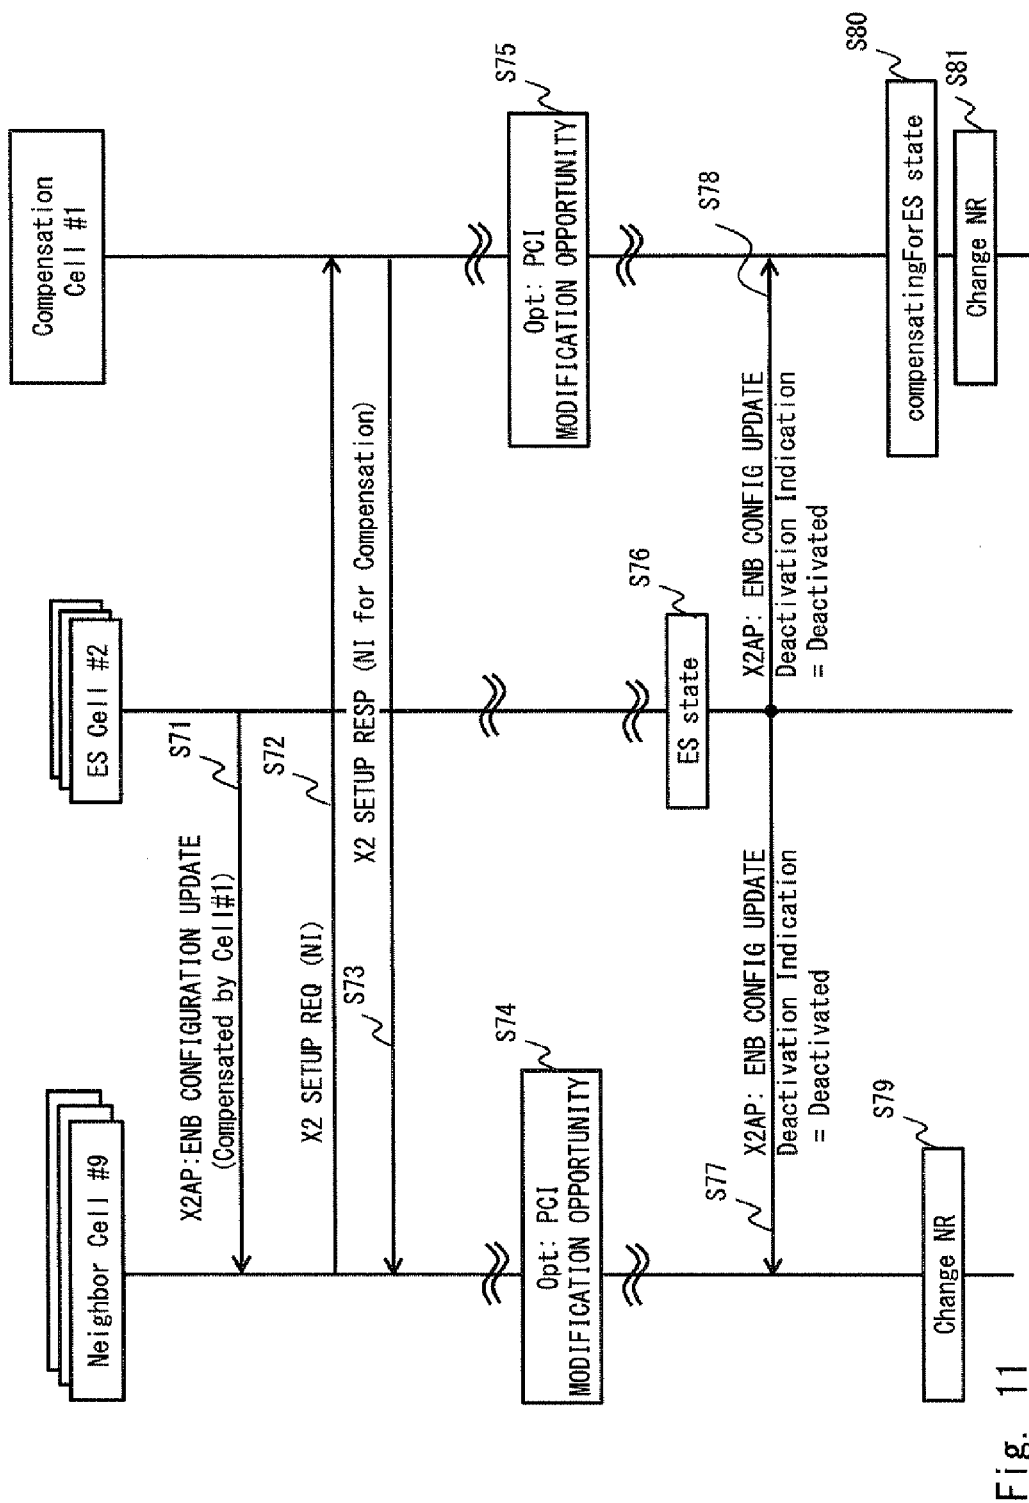 Neighbor Cell #9
ES Cell #2
Compensation
Cell #1
S71
X2AP:ENB CONFIGURATION UPDATE
(Compensated by Cell#1)
S72
X2 SETUP REQ (NI)
S73
X2 SETUP RESP (NI for Compensation)
S74
Opt: PCI
MODIFICATION OPPORTUNITY
S75
Opt: PCI
MODIFICATION OPPORTUNITY
S76
ES state
S77
X2AP: ENB CONFIG UPDATE
Deactivation Indication
= Deactivated
S78
X2AP: ENB CONFIG UPDATE
Deactivation Indication
= Deactivated
S79
Change NR
S80
compensatingForES state
S81
Change NR
Fig. 11